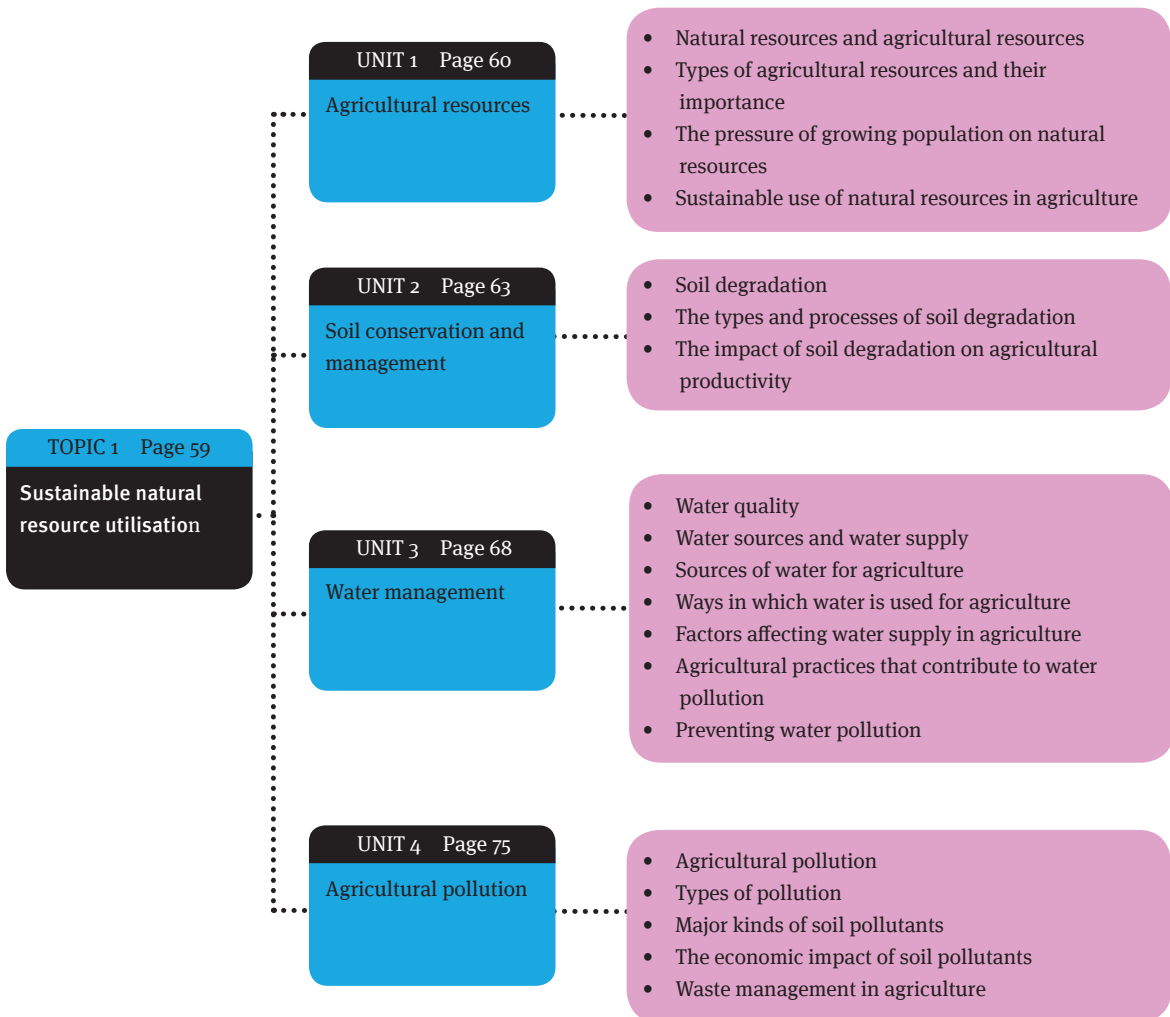 TOPIC 1 Page 59
Sustainable natural
resource utilisation
UNIT 1 Page 60
Agricultural resources
• Natural resources and agricultural resources
• Types of agricultural resources and their
importance
• The pressure of growing population on natural
resources
• Sustainable use of natural resources in agriculture
UNIT 2 Page 63
Soil conservation and
management
• Soil degradation
• The types and processes of soil degradation
• The impact of soil degradation on agricultural
productivity
UNIT 3 Page 68
Water management
• Water quality
• Water sources and water supply
• Sources of water for agriculture
• Ways in which water is used for agriculture
• Factors affecting water supply in agriculture
• Agricultural practices that contribute to water
pollution
• Preventing water pollution
UNIT 4 Page 75
Agricultural pollution
• Agricultural pollution
• Types of pollution
• Major kinds of soil pollutants
• The economic impact of soil pollutants
• Waste management in agriculture